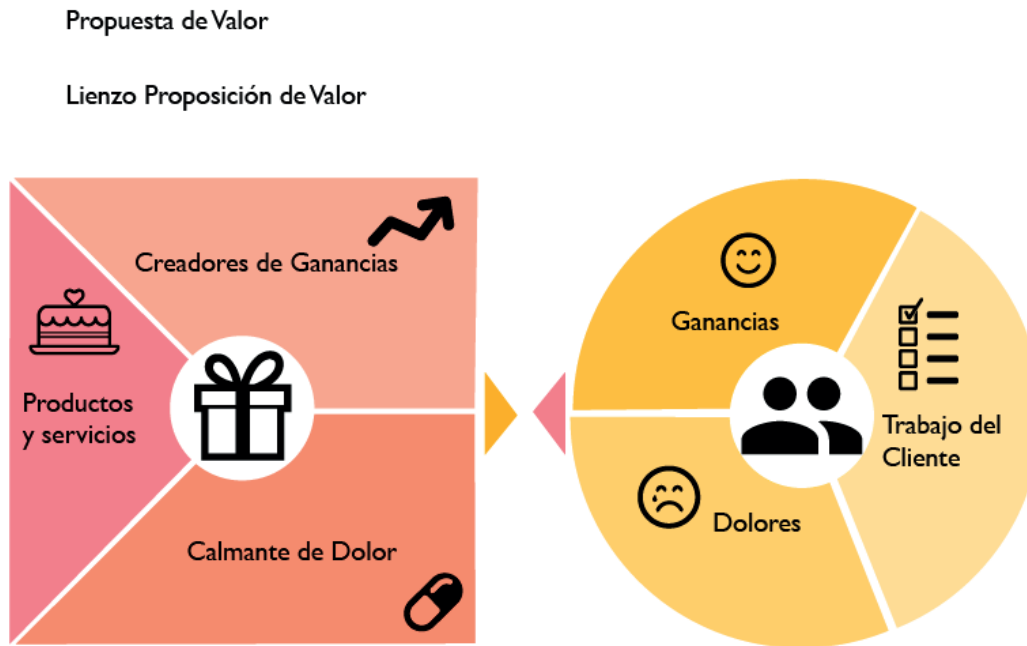 Propuesta de Valor
Lienzo Proposición de Valor
Creadores de Ganancias
Productos
y servicios
Calmante de Dolor
Ganancias
Trabajo del
Cliente
Dolores